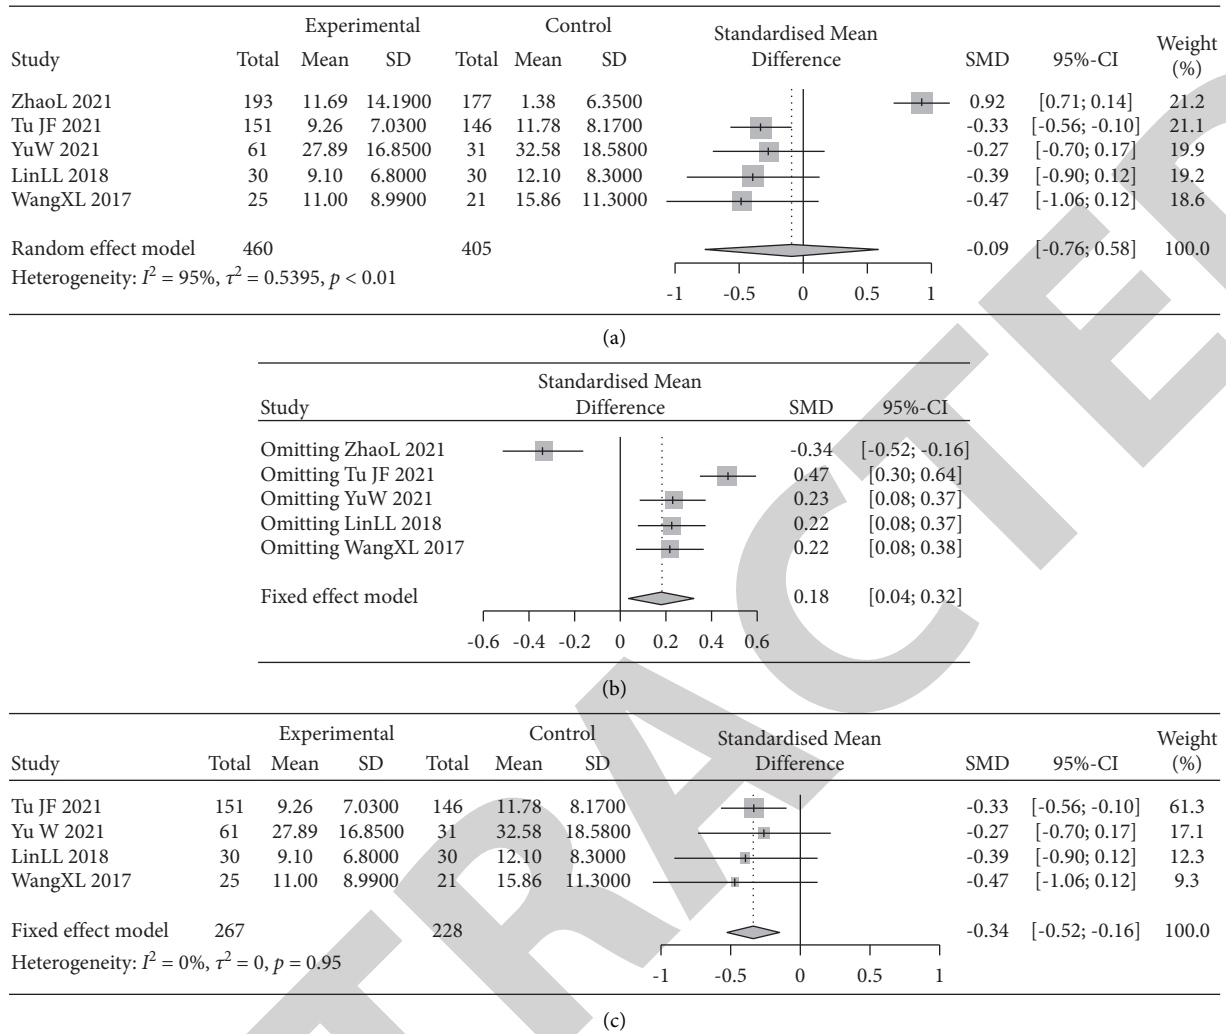 Experimental Control Standardised Mean Difference Weight (%)
Study Total Mean SD Total Mean SD SMD 95%-CI
ZhaoL 2021 193 11.69 14.1900 177 1.38 6.3500 0.92 [0.71; 0.14] 21.2
Tu JF 2021 151 9.26 7.0300 146 11.78 8.1700 -0.33 [-0.56; -0.10] 21.1
YuW 2021 61 27.89 16.8500 31 32.58 18.5800 -0.27 [-0.70; 0.17] 19.9
LinLL 2018 30 9.10 6.8000 30 12.10 8.3000 -0.39 [-0.90; 0.12] 19.2
WangXL 2017 25 11.00 8.9900 21 15.86 11.3000 -0.47 [-1.06; 0.12] 18.6
Random effect model 460 405 -0.09 [-0.76; 0.58] 100.0
Heterogeneity: I² = 95%, τ² = 0.5395, p < 0.01
-1 -0.5 0 0.5 1
(a)
Standardised Mean
Study Difference SMD 95%-CI
Omitting ZhaoL 2021 -0.34 [-0.52; -0.16]
Omitting Tu JF 2021 0.47 [0.30; 0.64]
Omitting YuW 2021 0.23 [0.08; 0.37]
Omitting LinLL 2018 0.22 [0.08; 0.37]
Omitting WangXL 2017 0.22 [0.08; 0.38]
Fixed effect model 0.18 [0.04; 0.32]
-0.6 -0.4 -0.2 0 0.2 0.4 0.6
(b)
Experimental Control Standardised Mean Difference Weight (%)
Study Total Mean SD Total Mean SD SMD 95%-CI
Tu JF 2021 151 9.26 7.0300 146 11.78 8.1700 -0.33 [-0.56; -0.10] 61.3
Yu W 2021 61 27.89 16.8500 31 32.58 18.5800 -0.27 [-0.70; 0.17] 17.1
LinLL 2018 30 9.10 6.8000 30 12.10 8.3000 -0.39 [-0.90; 0.12] 12.3
WangXL 2017 25 11.00 8.9900 21 15.86 11.3000 -0.47 [-1.06; 0.12] 9.3
Fixed effect model 267 228 -0.34 [-0.52; -0.16] 100.0
Heterogeneity: I² = 0%, τ² = 0, p = 0.95
-1 -0.5 0 0.5 1
(c)
TRACTE